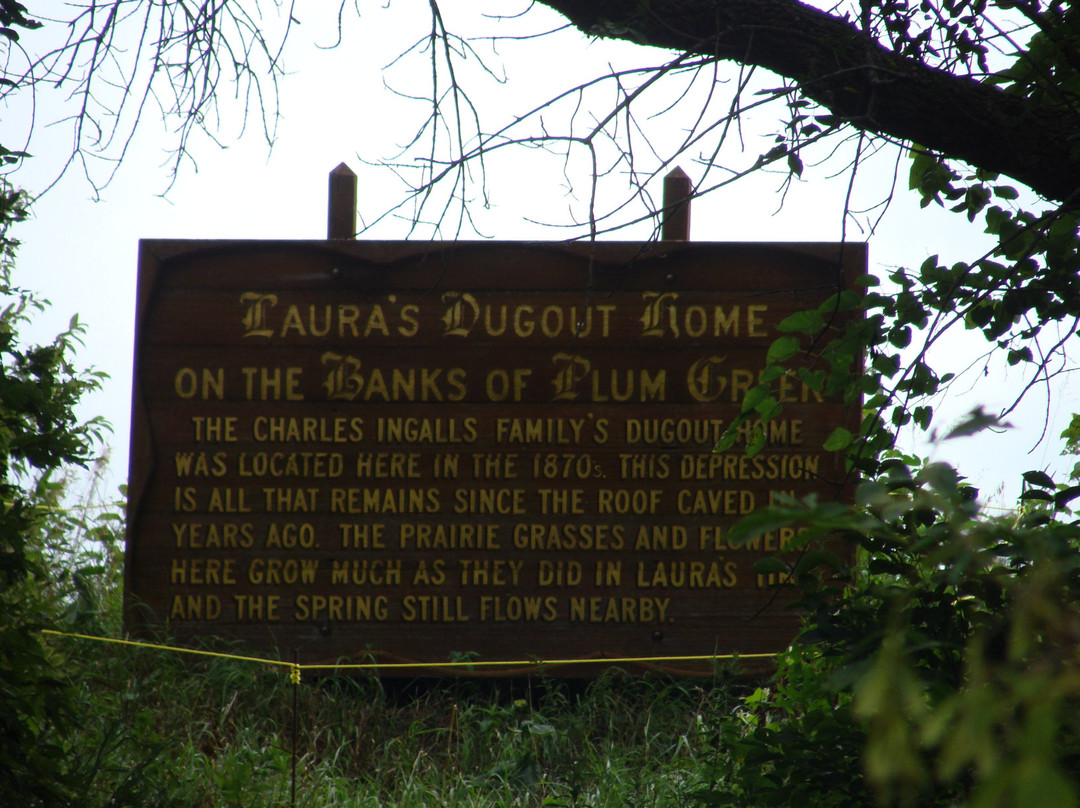 LAURA'S DUGOUT HOME
ON THE BANKS OF PLUM CREEK
THE CHARLES INGALLS FAMILY'S DUGOUT HOME
WAS LOCATED HERE IN THE 1870s. THIS DEPRESSION
IS ALL THAT REMAINS SINCE THE ROOF CAVED
YEARS AGO. THE PRAIRIE GRASSES AND FLOWERS
HERE GROW MUCH AS THEY DID IN LAURA'S
AND THE SPRING STILL FLOWS NEARBY.